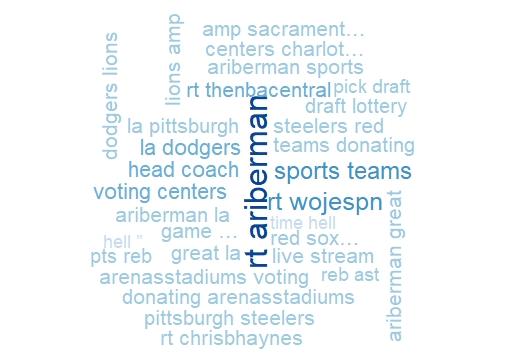 amp sacrament…
centers charlot…
ariberman sports
lions amp
dodgers lions
rt thenbacentral
pick draft
draft lottery
la pittsburgh
steelers red
la dodgers
teams donating
head coach
sports teams
voting centers
rt wojespn
rt ariberman
ariberman la
time hell
game …
red sox…
hell ”
pts reb
great la
live stream
ariberman great
arenasstadiums voting
reb ast
donating arenasstadiums
pittsburgh steelers
rt chrisbhaynes